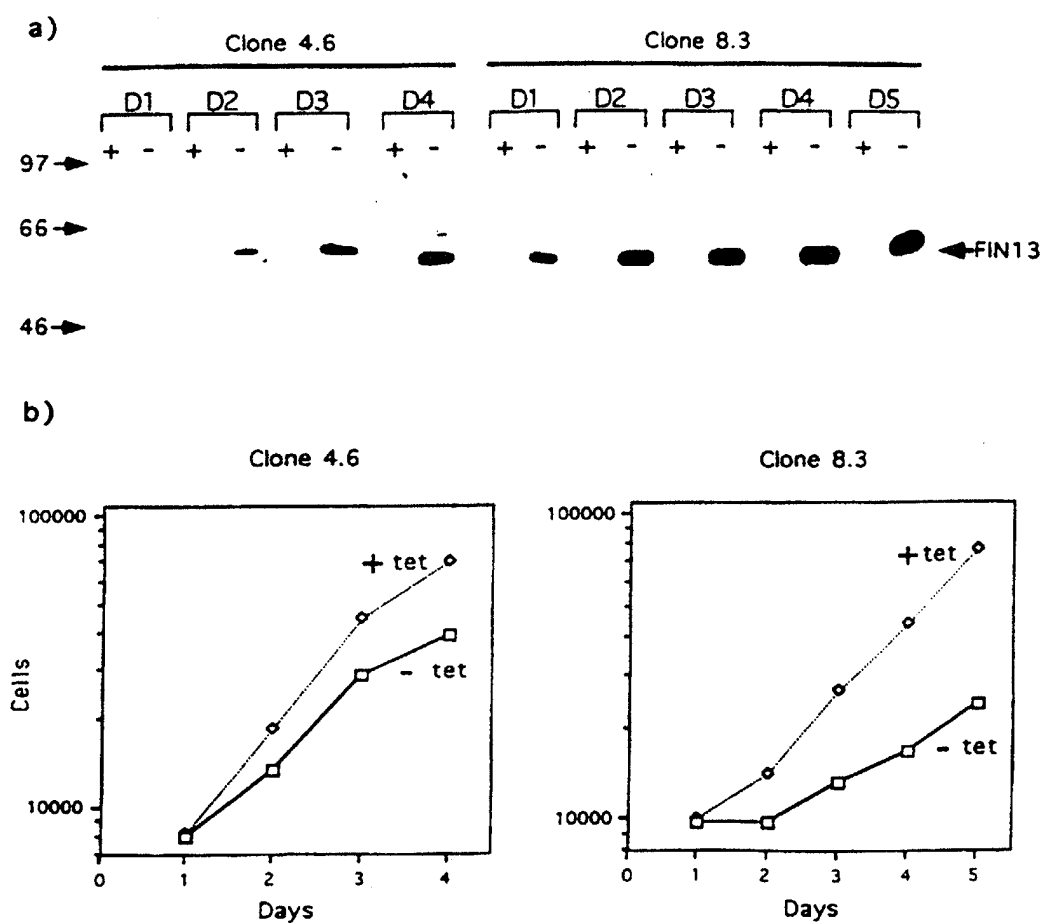 a)
Clone 4.6 Clone 8.3
D1 D2 D3 D4 D1 D2 D3 D4 D5
+ - + - + - + - + - + - + - + - + -
97
66
FIN13
46
b)
Clone 4.6 Clone 8.3
100000
+ tet
- tet
Cells
10000
0 1 2 3 4
Days
100000
+ tet
- tet
10000
0 1 2 3 4 5
Days